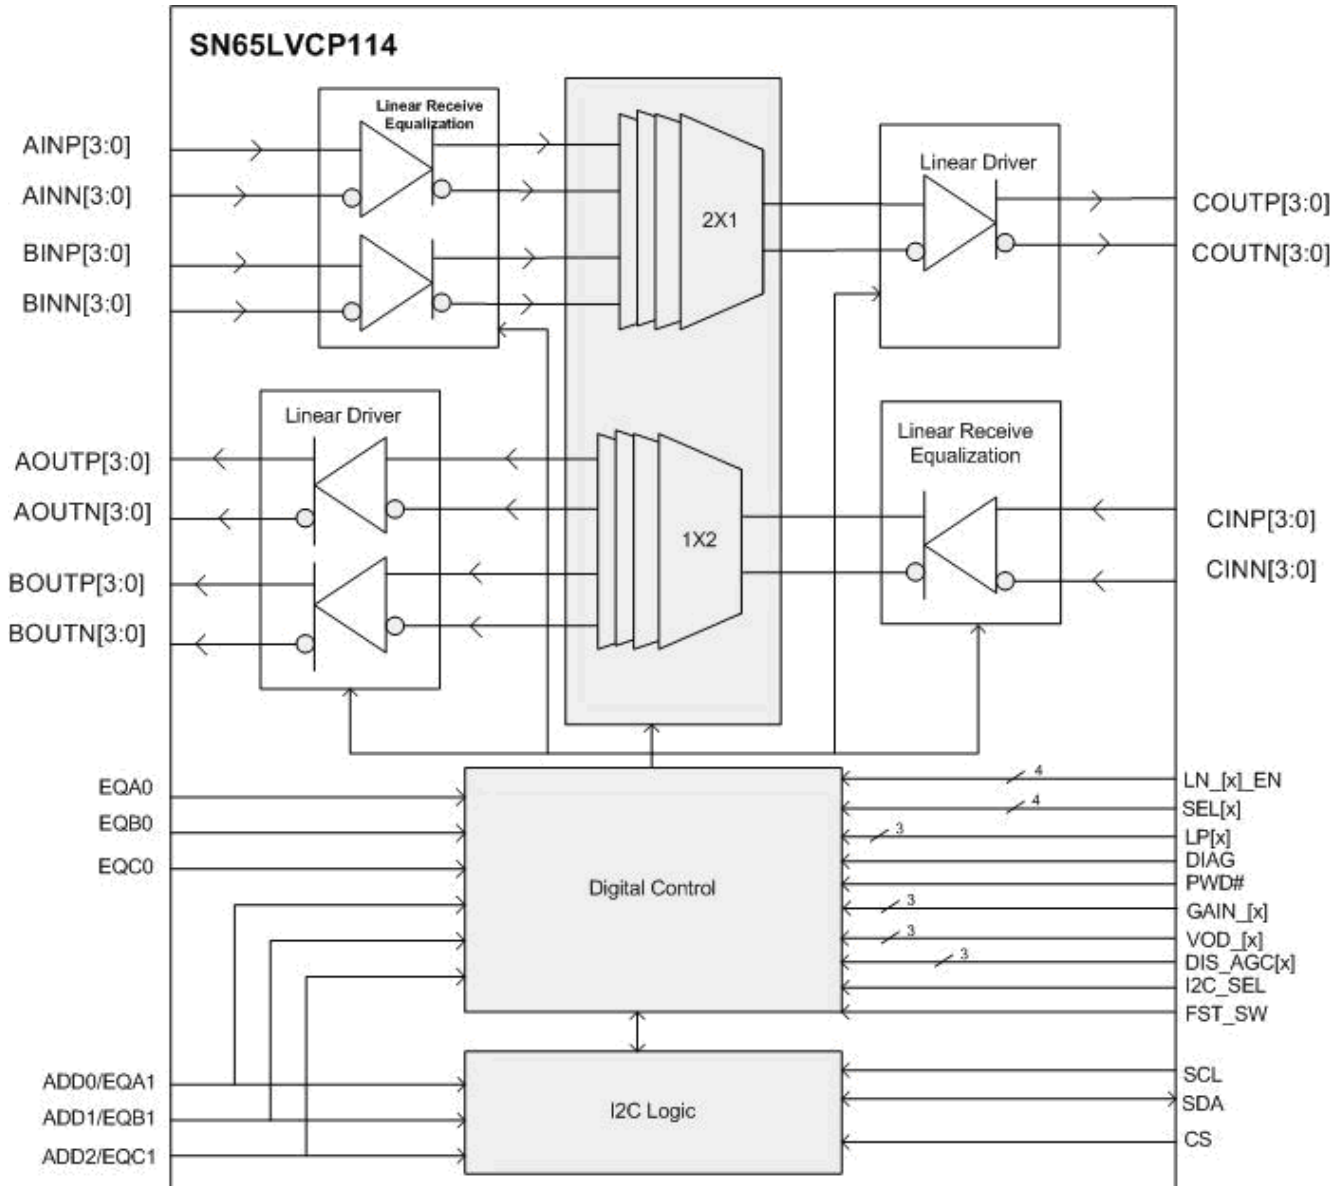 SN65LVCP114
Linear Receive
Equalization
AINP[3:0]
AINN[3:0]
BINP[3:0]
BINN[3:0]
2X1
Linear Driver
COUTP[3:0]
COUTN[3:0]
Linear Driver
AOUTP[3:0]
AOUTN[3:0]
BOUTP[3:0]
BOUTN[3:0]
1X2
Linear Receive
Equalization
CINP[3:0]
CINN[3:0]
EQA0
EQB0
EQC0
Digital Control
4
LN_[x]_EN
4
SEL[x]
3
LP[x]
DIAG
PWD#
3
GAIN_[x]
3
VOD_[x]
3
DIS_AGC[x]
I2C_SEL
FST_SW
ADD0/EQA1
ADD1/EQB1
ADD2/EQC1
I2C Logic
SCL
SDA
CS